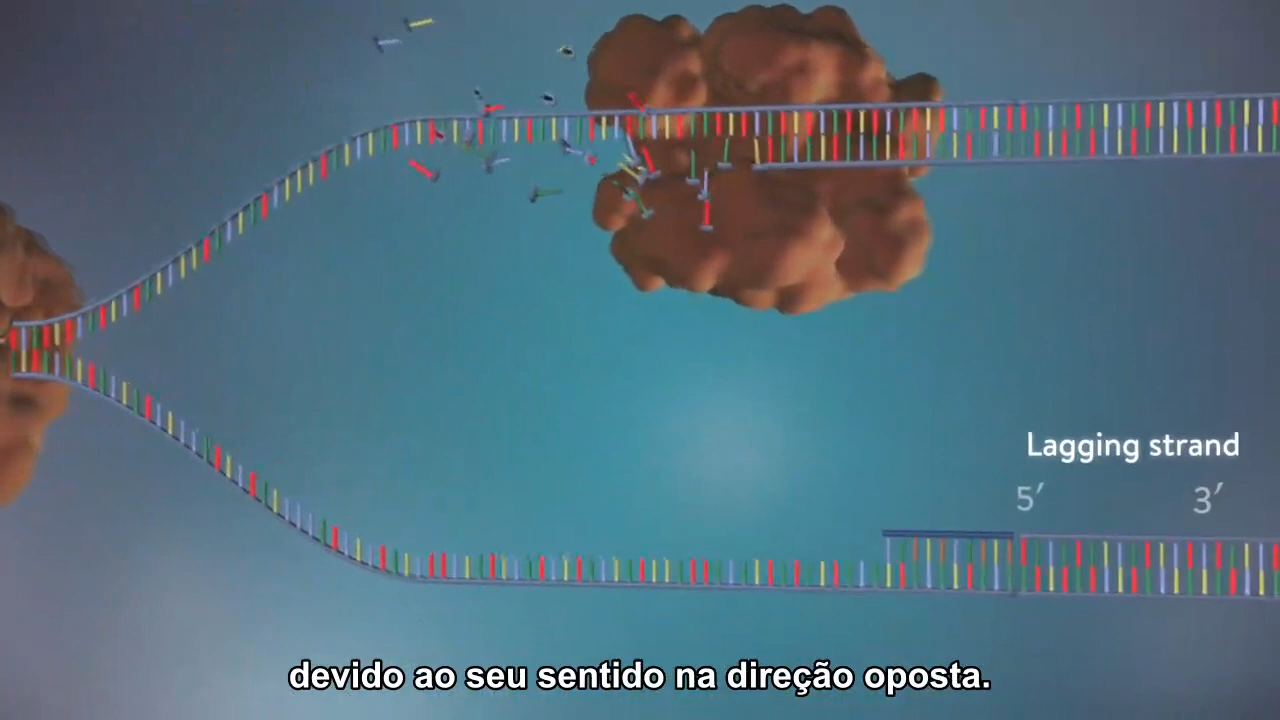 Lagging strand
5′ 3′
devido ao seu sentido na direção oposta.